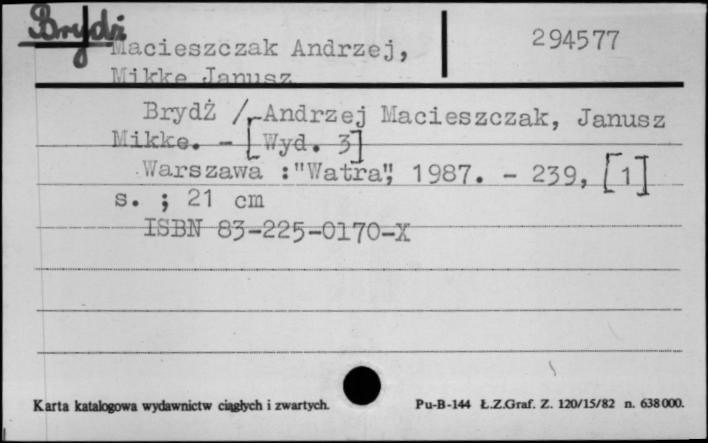 Brydż
Macieszczak Andrzej,
294577
Mikke Janusz
BrydŻ / Andrzej Macieszczak, Janusz
Mikke. - [Wyd. 3]
Warszawa :"Watra", 1987. - 239, [1]
s. ; 21 cm
ISBN 83-225-0170-X
Karta katalogowa wydawnictw ciągłych i zwartych.
Pu-B-144 Ł.Z.Graf. Z. 120/15/82 n. 638000.